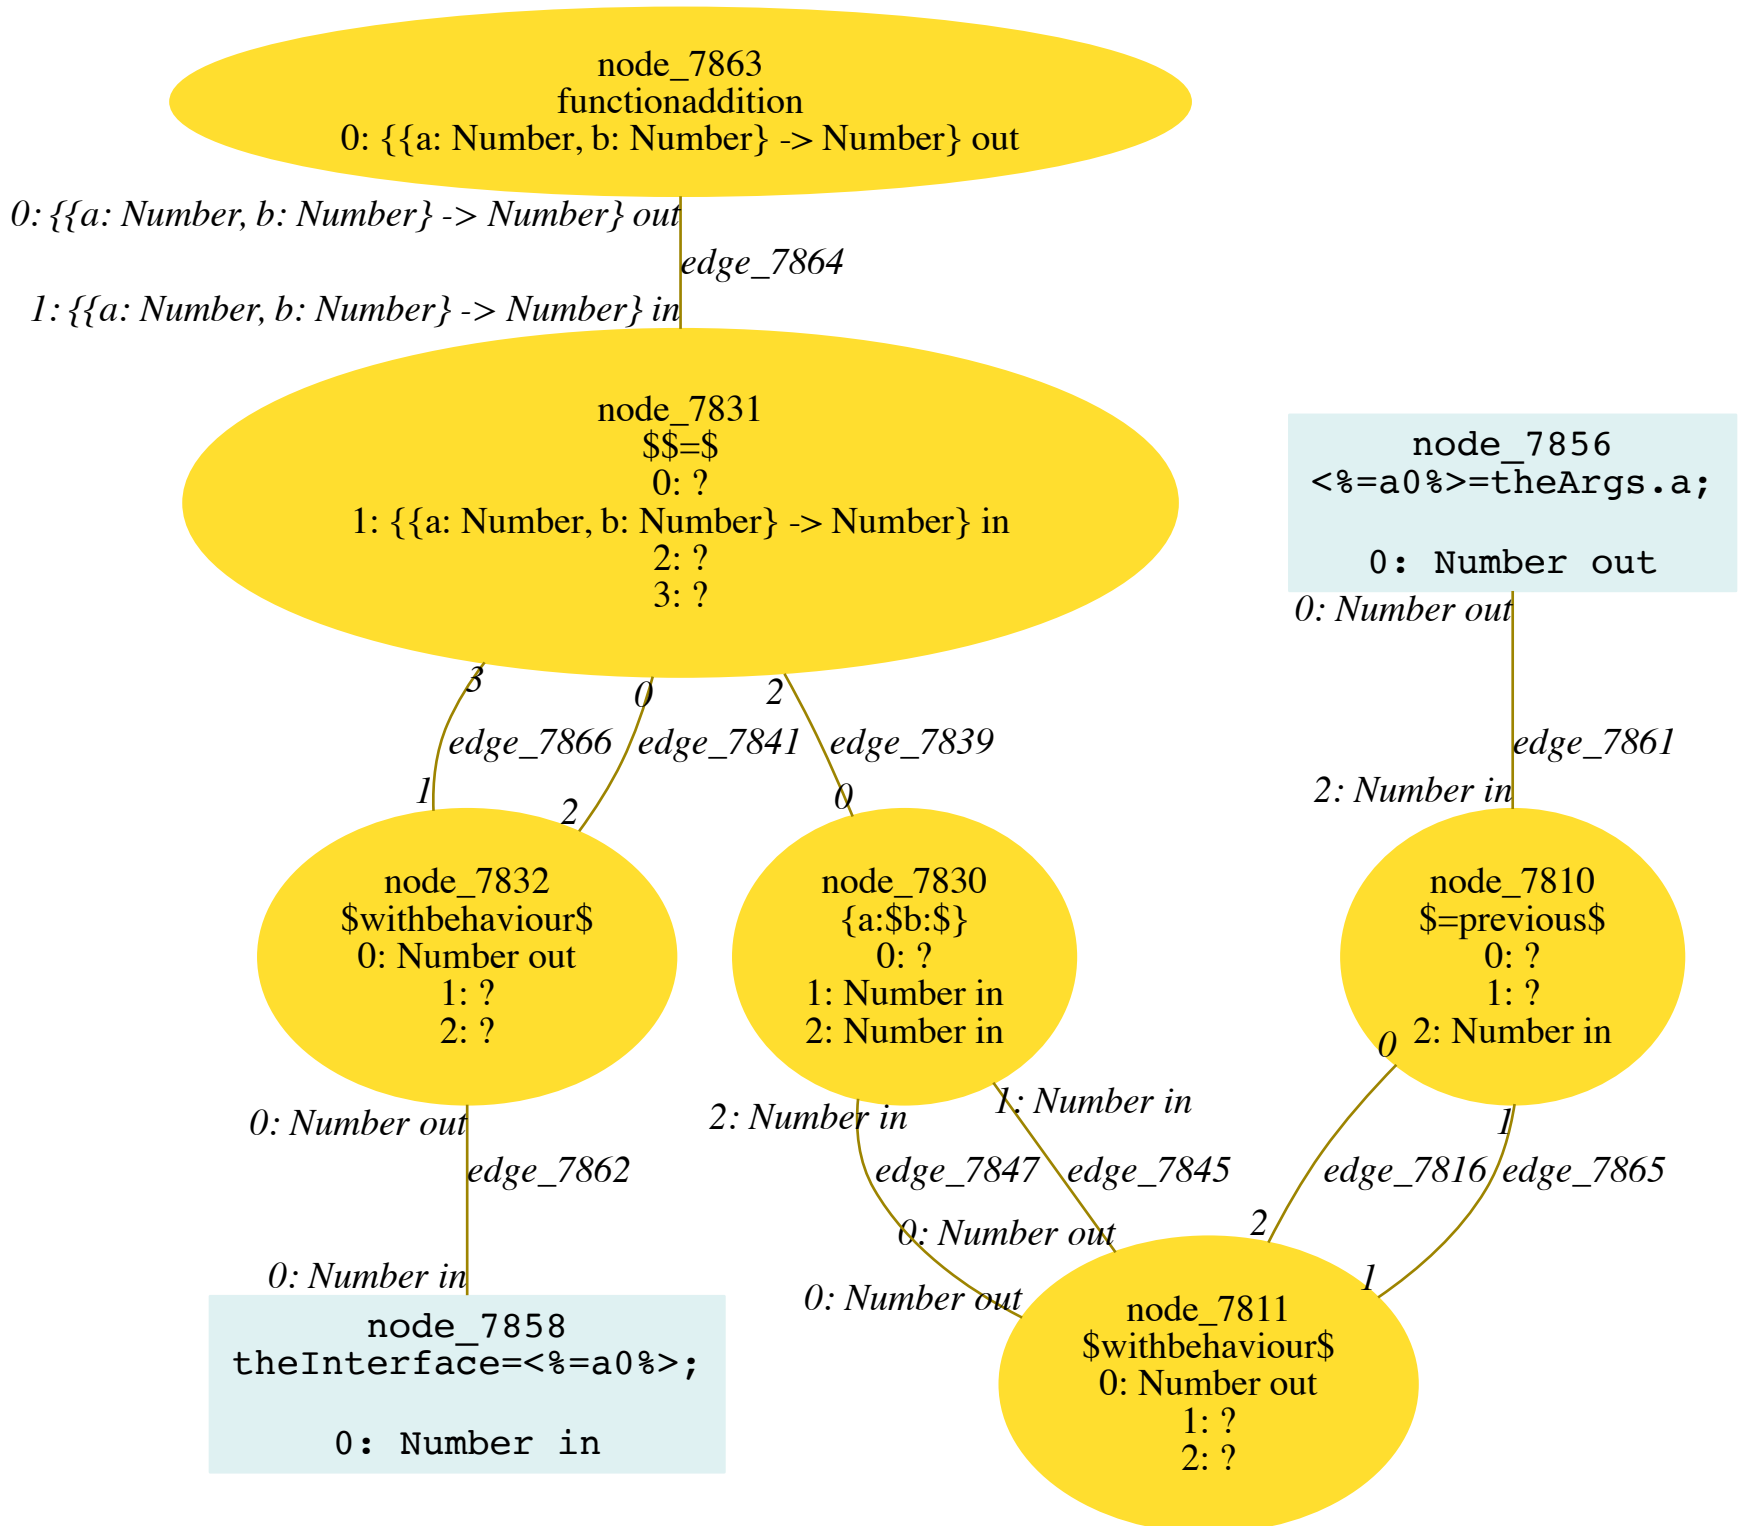 node_7863
functionaddition
0: {{a: Number, b: Number} -> Number} out
0: {{a: Number, b: Number} -> Number} out
edge_7864
1: {{a: Number, b: Number} -> Number} in
node_7831
$$=$
0: ?
1: {{a: Number, b: Number} -> Number} in
2: ?
3: ?
node_7856
<%=a0%>=theArgs.a;
0: Number out
0: Number out
3
0
2
edge_7866
edge_7841
edge_7839
edge_7861
1
2
0
2: Number in
node_7832
$withbehaviour$
0: Number out
1: ?
2: ?
node_7830
{a:$b:$}
0: ?
1: Number in
2: Number in
node_7810
$=previous$
0: ?
1: ?
2: Number in
0
0: Number out
2: Number in
1: Number in
1
edge_7862
edge_7847
edge_7845
edge_7816
edge_7865
0: Number out
2
0: Number in
0: Number out
1
node_7858
theInterface=<%=a0%>;
0: Number in
node_7811
$withbehaviour$
0: Number out
1: ?
2: ?